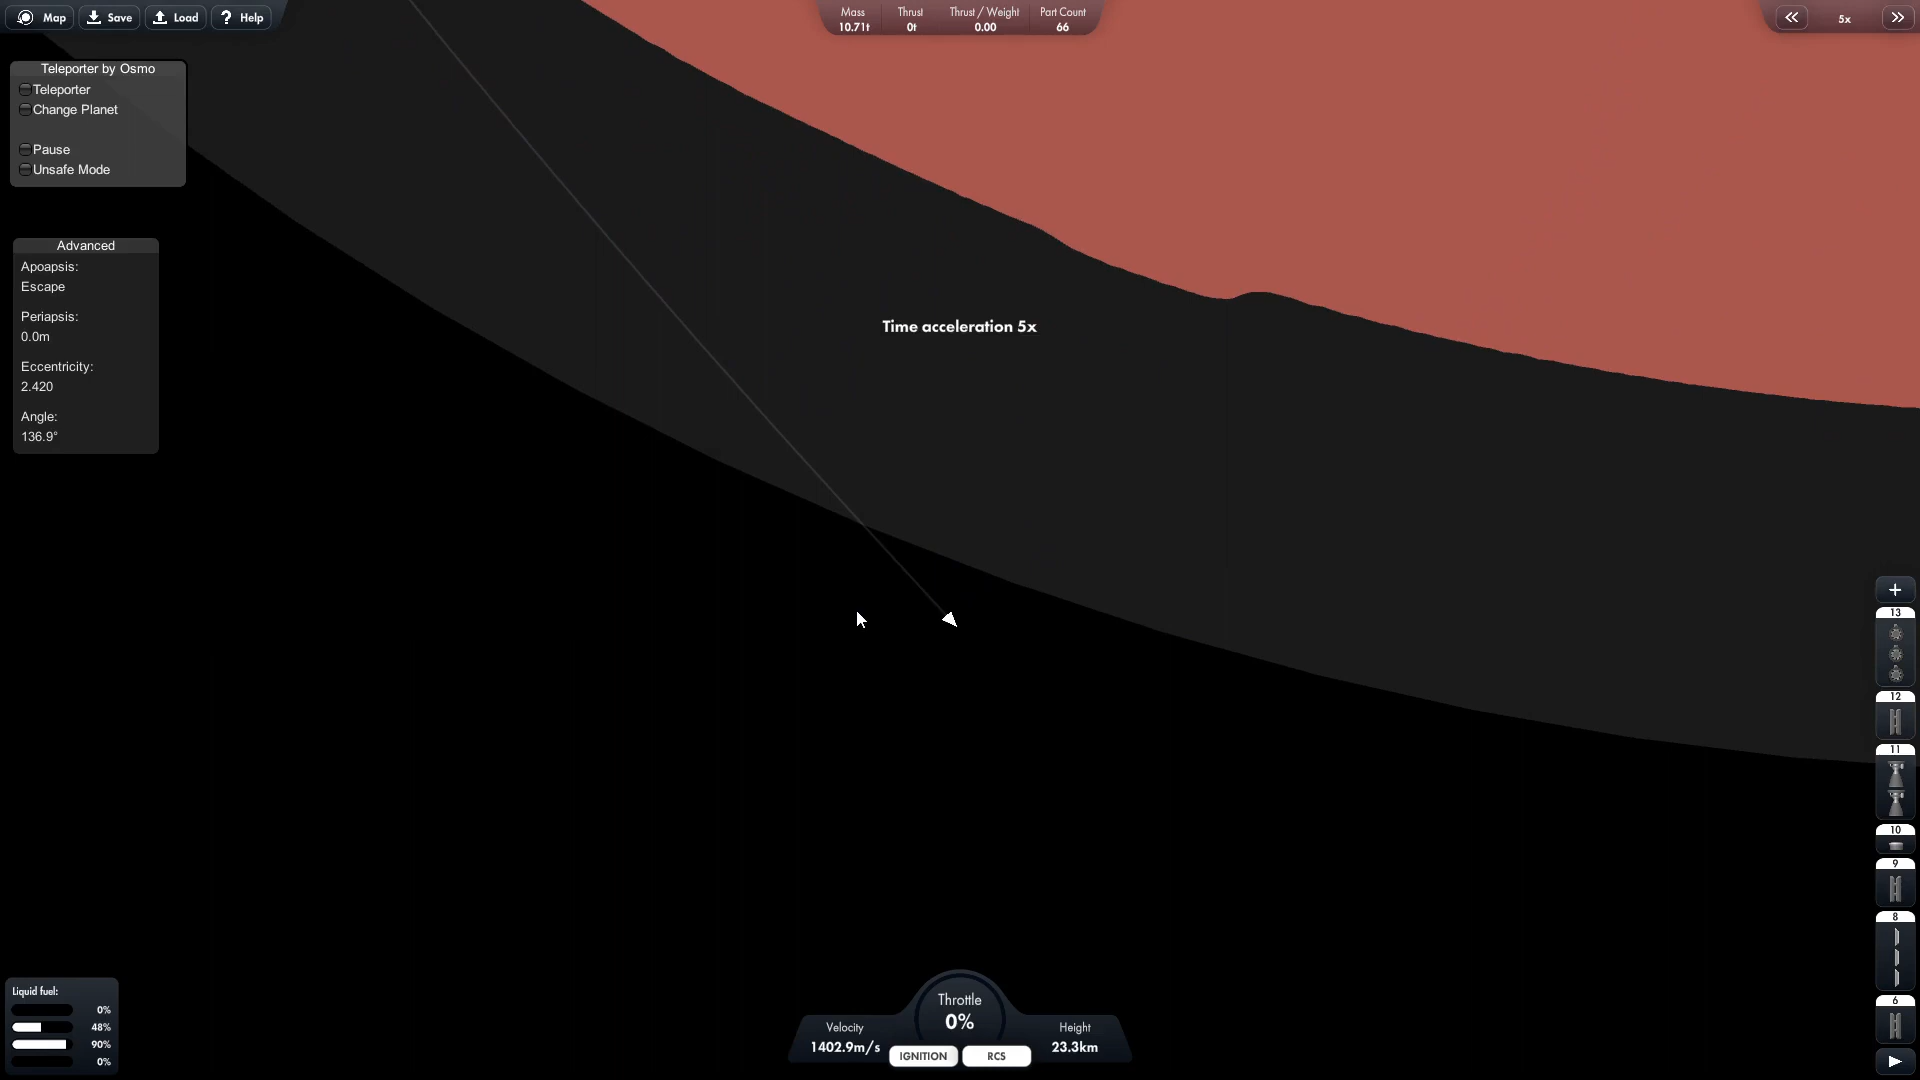 Map
Save
Load
? Help
Mass
10.71t
Thrust
0t
Thrust / Weight
0.00
Part Count
66
5x
Teleporter by Osmo
Teleporter
Change Planet
Pause
Unsafe Mode
Advanced
Apoapsis:
Escape
Periapsis:
0.0m
Eccentricity:
2.420
Angle:
136.9°
Time acceleration 5x
13
12
11
10
9
8
6
Liquid fuel:
0%
48%
90%
0%
Throttle
0%
Velocity
1402.9m/s
IGNITION
RCS
Height
23.3km